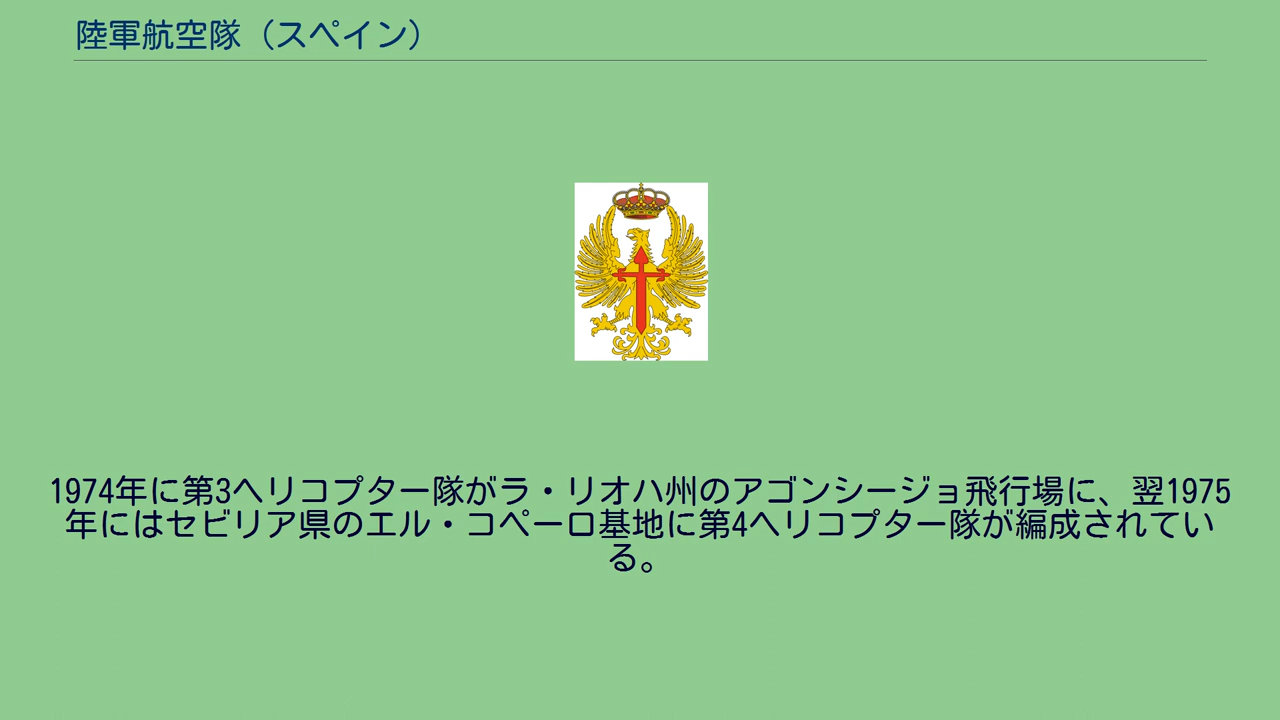 陸軍航空隊（スペイン）
1974年に第3ヘリコプター隊がラ・リオハ州のアゴンシージョ飛行場に、翌1975
年にはセビリア県のエル・コペーロ基地に第4ヘリコプター隊が編成されてい
る。